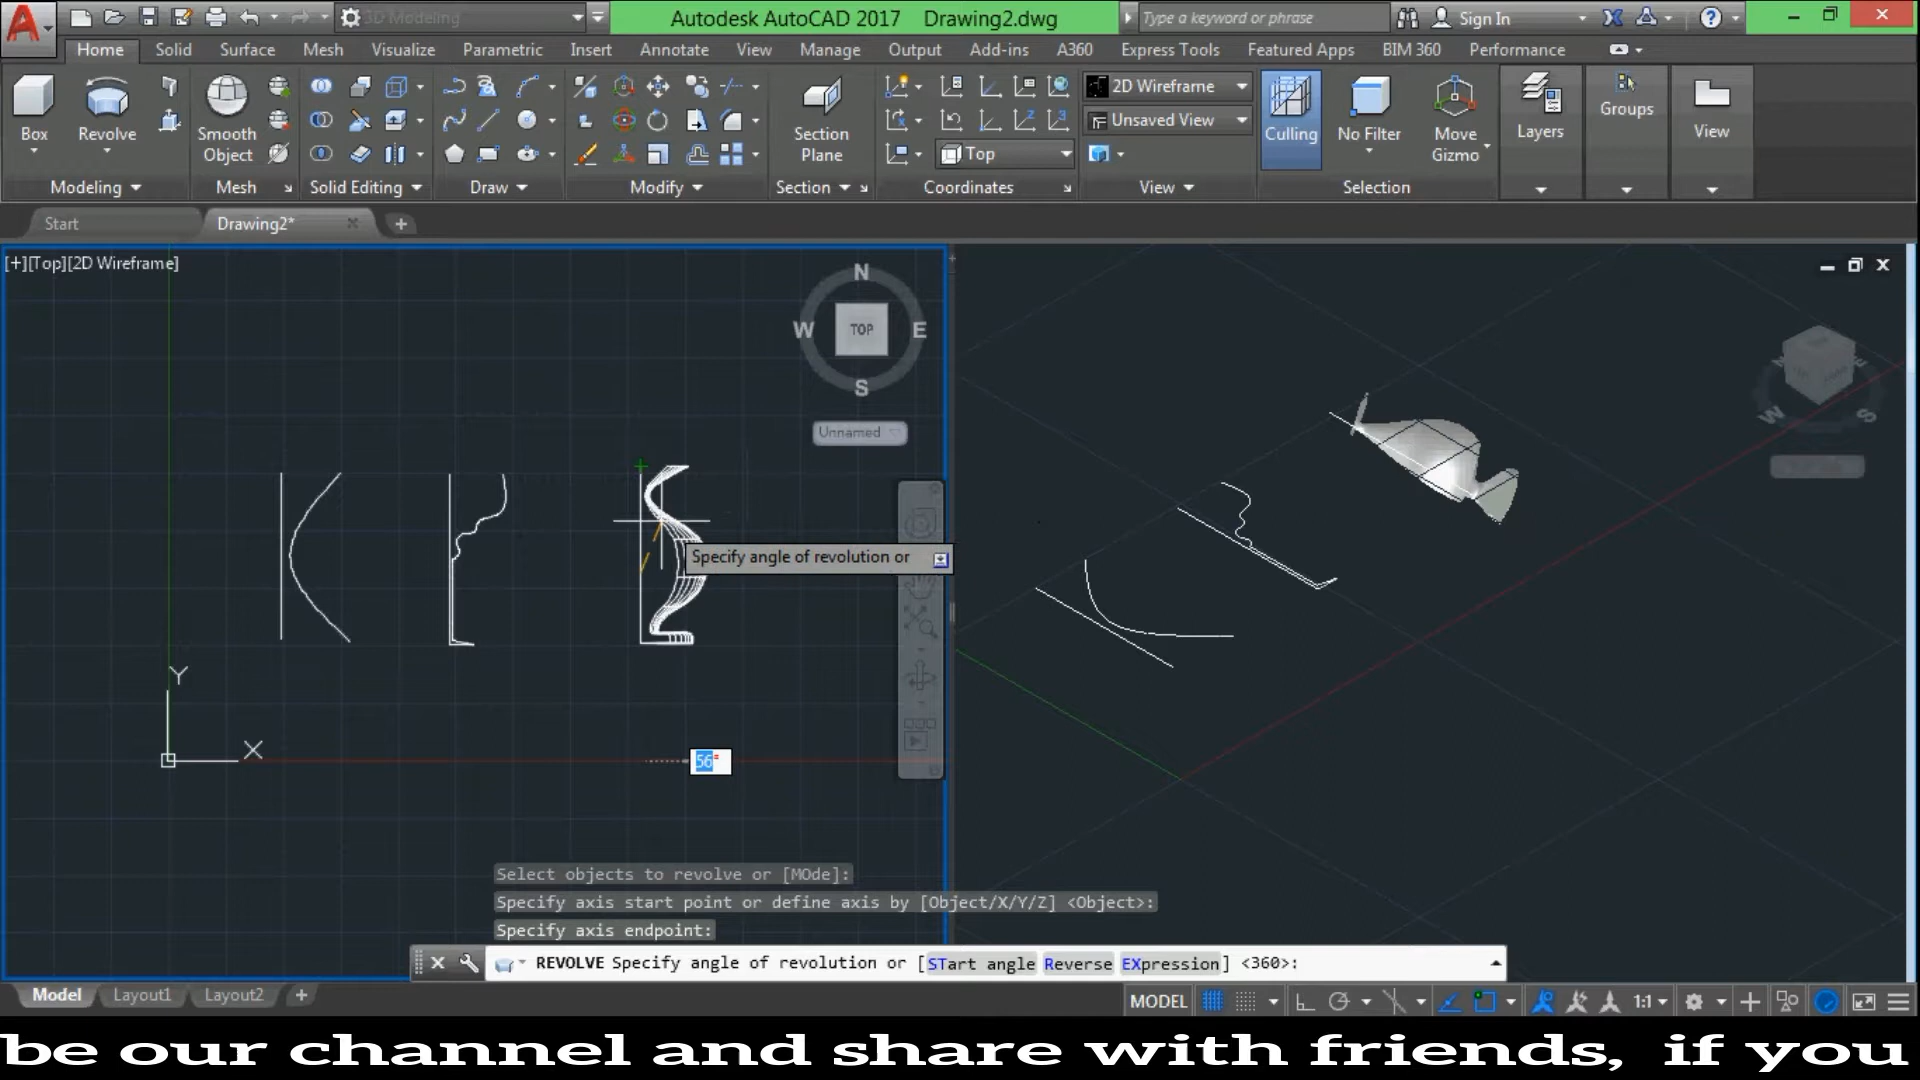 3D Modeling
Autodesk AutoCAD 2017 Drawing2.dwg
Type a keyword or phrase
Sign In
Home Solid Surface Mesh Visualize Parametric Insert Annotate View Manage Output Add-ins A360 Express Tools Featured Apps BIM 360 Performance
Box
Revolve
Smooth
Object
Section
Plane
2D Wireframe
Unsaved View
Top
Culling
No Filter
Move
Gizmo
Layers
Groups
View
Modeling
Mesh
Solid Editing
Draw
Modify
Section
Coordinates
View
Selection
Start
Drawing2*
[+][Top][2D Wireframe]
N
W
TOP
E
S
Unnamed
W
S
Specify angle of revolution or
Y
X
56°
Select objects to revolve or [MOde]:
Specify axis start point or define axis by [Object/X/Y/Z] <Object>:
Specify axis endpoint:
REVOLVE Specify angle of revolution or [STart angle Reverse EXpression] <360>:
Model Layout1 Layout2
MODEL
1:1
be our channel and share with friends, if you